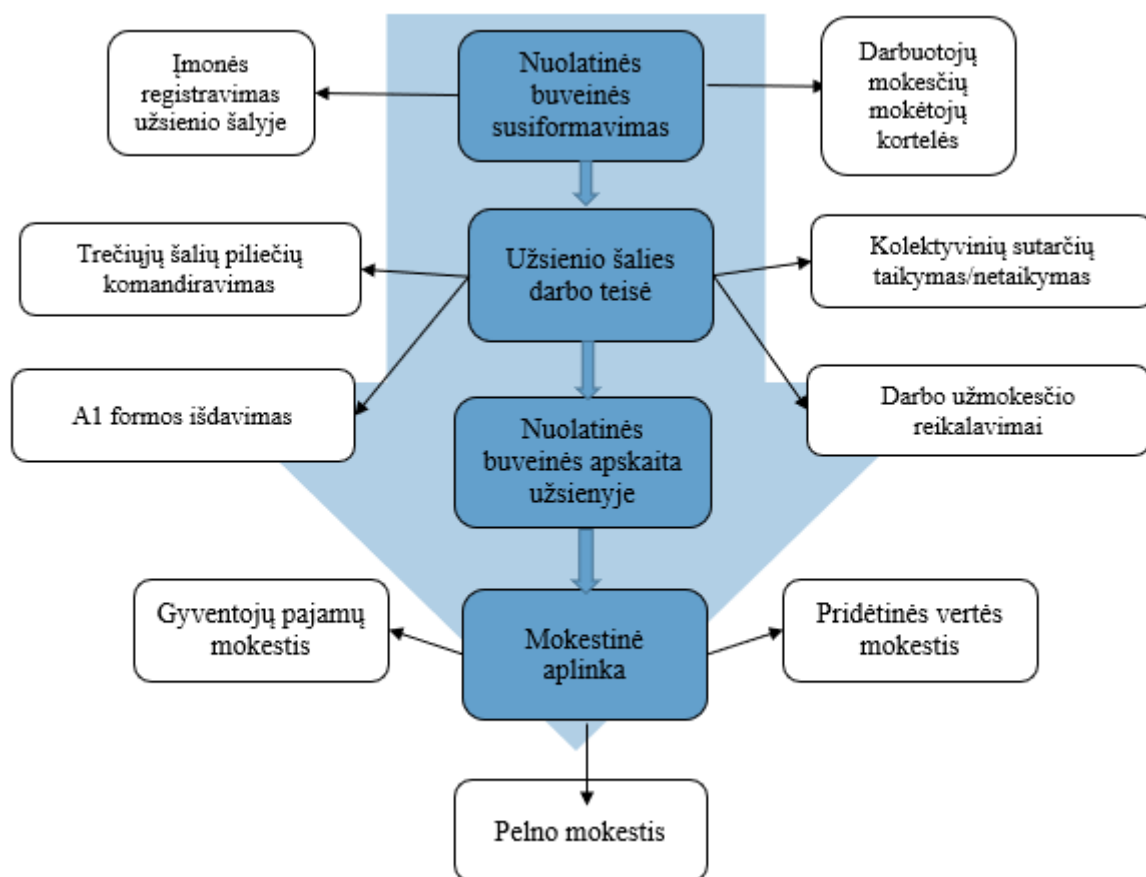 Įmonės
registravimas
užsienio šalyje
Nuolatinės
buveinės
susiformavimas
Darbuotojų
mokesčių
mokėtojų
kortelės
Trečiųjų šalių piliečių
komandiravimas
Užsienio šalies
darbo teisė
Kolektyvinių sutarčių
taikymas/netaikymas
A1 formos išdavimas
Nuolatinės
buveinės apskaita
užsienyje
Darbo užmokesčio
reikalavimai
Gyventojų pajamų
mokestis
Mokestinė
aplinka
Pridėtinės vertės
mokestis
Pelno mokestis